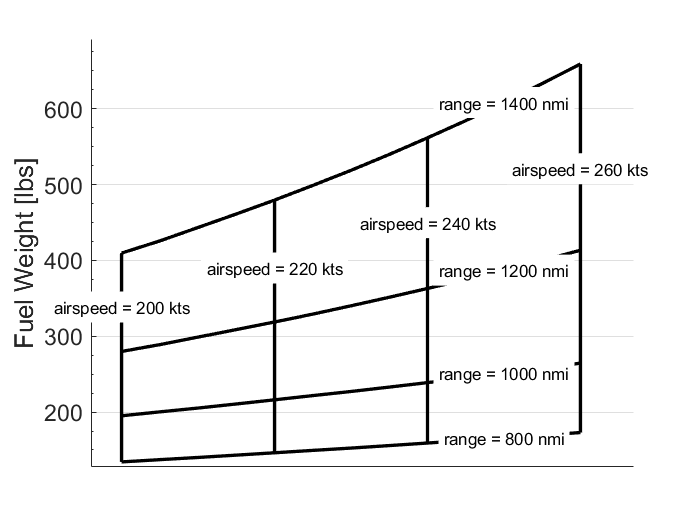 Fuel Weight [lbs]
600
500
400
300
200
range = 1400 nmi
airspeed = 260 kts
airspeed = 240 kts
airspeed = 220 kts
range = 1200 nmi
airspeed = 200 kts
range = 1000 nmi
range = 800 nmi